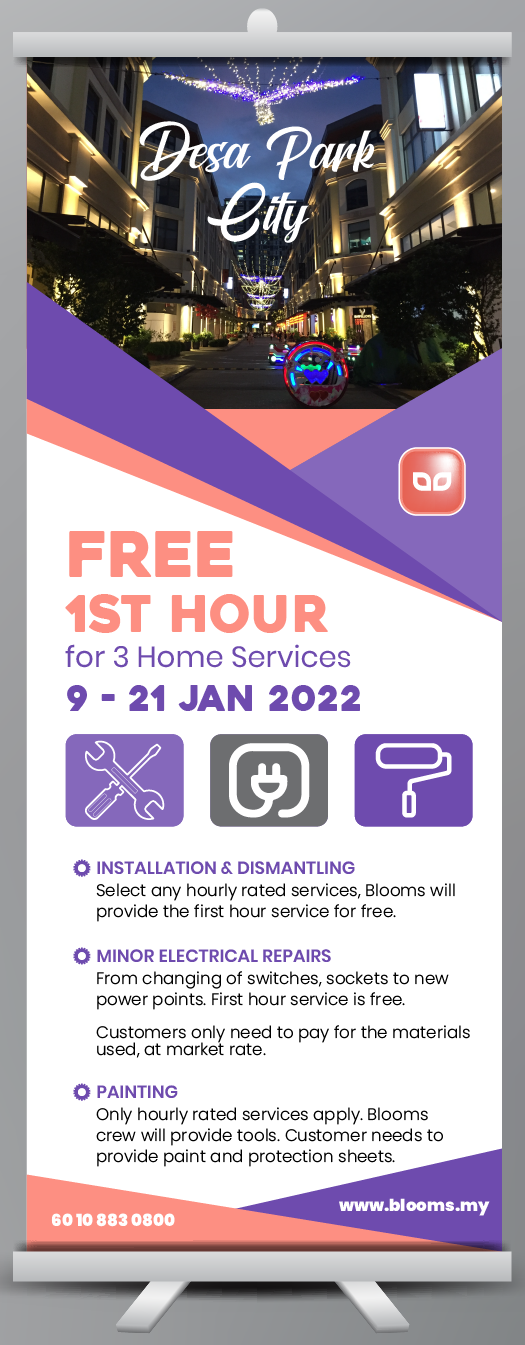 Desa Park
City
FREE
1ST HOUR
for 3 Home Services
9 - 21 JAN 2022
INSTALLATION & DISMANTLING
Select any hourly rated services, Blooms will
provide the first hour service for free.
MINOR ELECTRICAL REPAIRS
From changing of switches, sockets to new
power points. First hour service is free.
Customers only need to pay for the materials
used, at market rate.
PAINTING
Only hourly rated services apply. Blooms
crew will provide tools. Customer needs to
provide paint and protection sheets.
60 10 883 0800
www.blooms.my